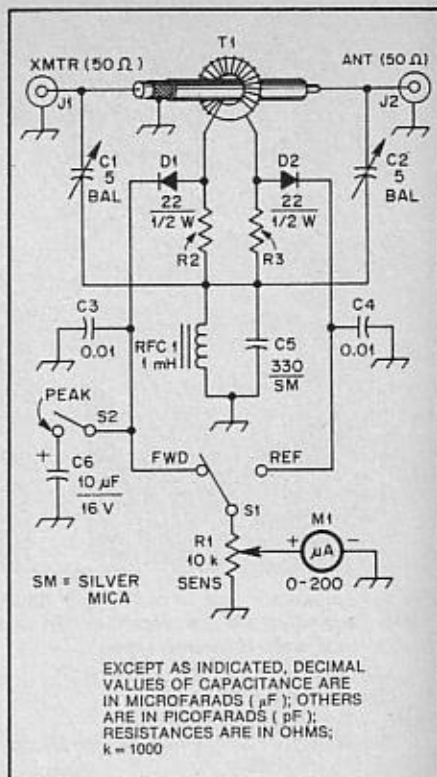 T1
XMTR (50 Ω)
ANT (50 Ω)
J1
J2
C1
5
BAL
D1
D2
C2
5
BAL
22
1/2 W
22
1/2 W
R2
R3
C3
0.01
RFC 1
1 mH
C5
330
SM
C4
0.01
PEAK
S2
+
C6
10 µF
16 V
FWD
REF
S1
R1
10 k
SENS
M1
+
µA
−
0-200
SM = SILVER
MICA
EXCEPT AS INDICATED, DECIMAL
VALUES OF CAPACITANCE ARE
IN MICROFARADS ( µF ); OTHERS
ARE IN PICOFARADS ( pF );
RESISTANCES ARE IN OHMS;
k = 1000